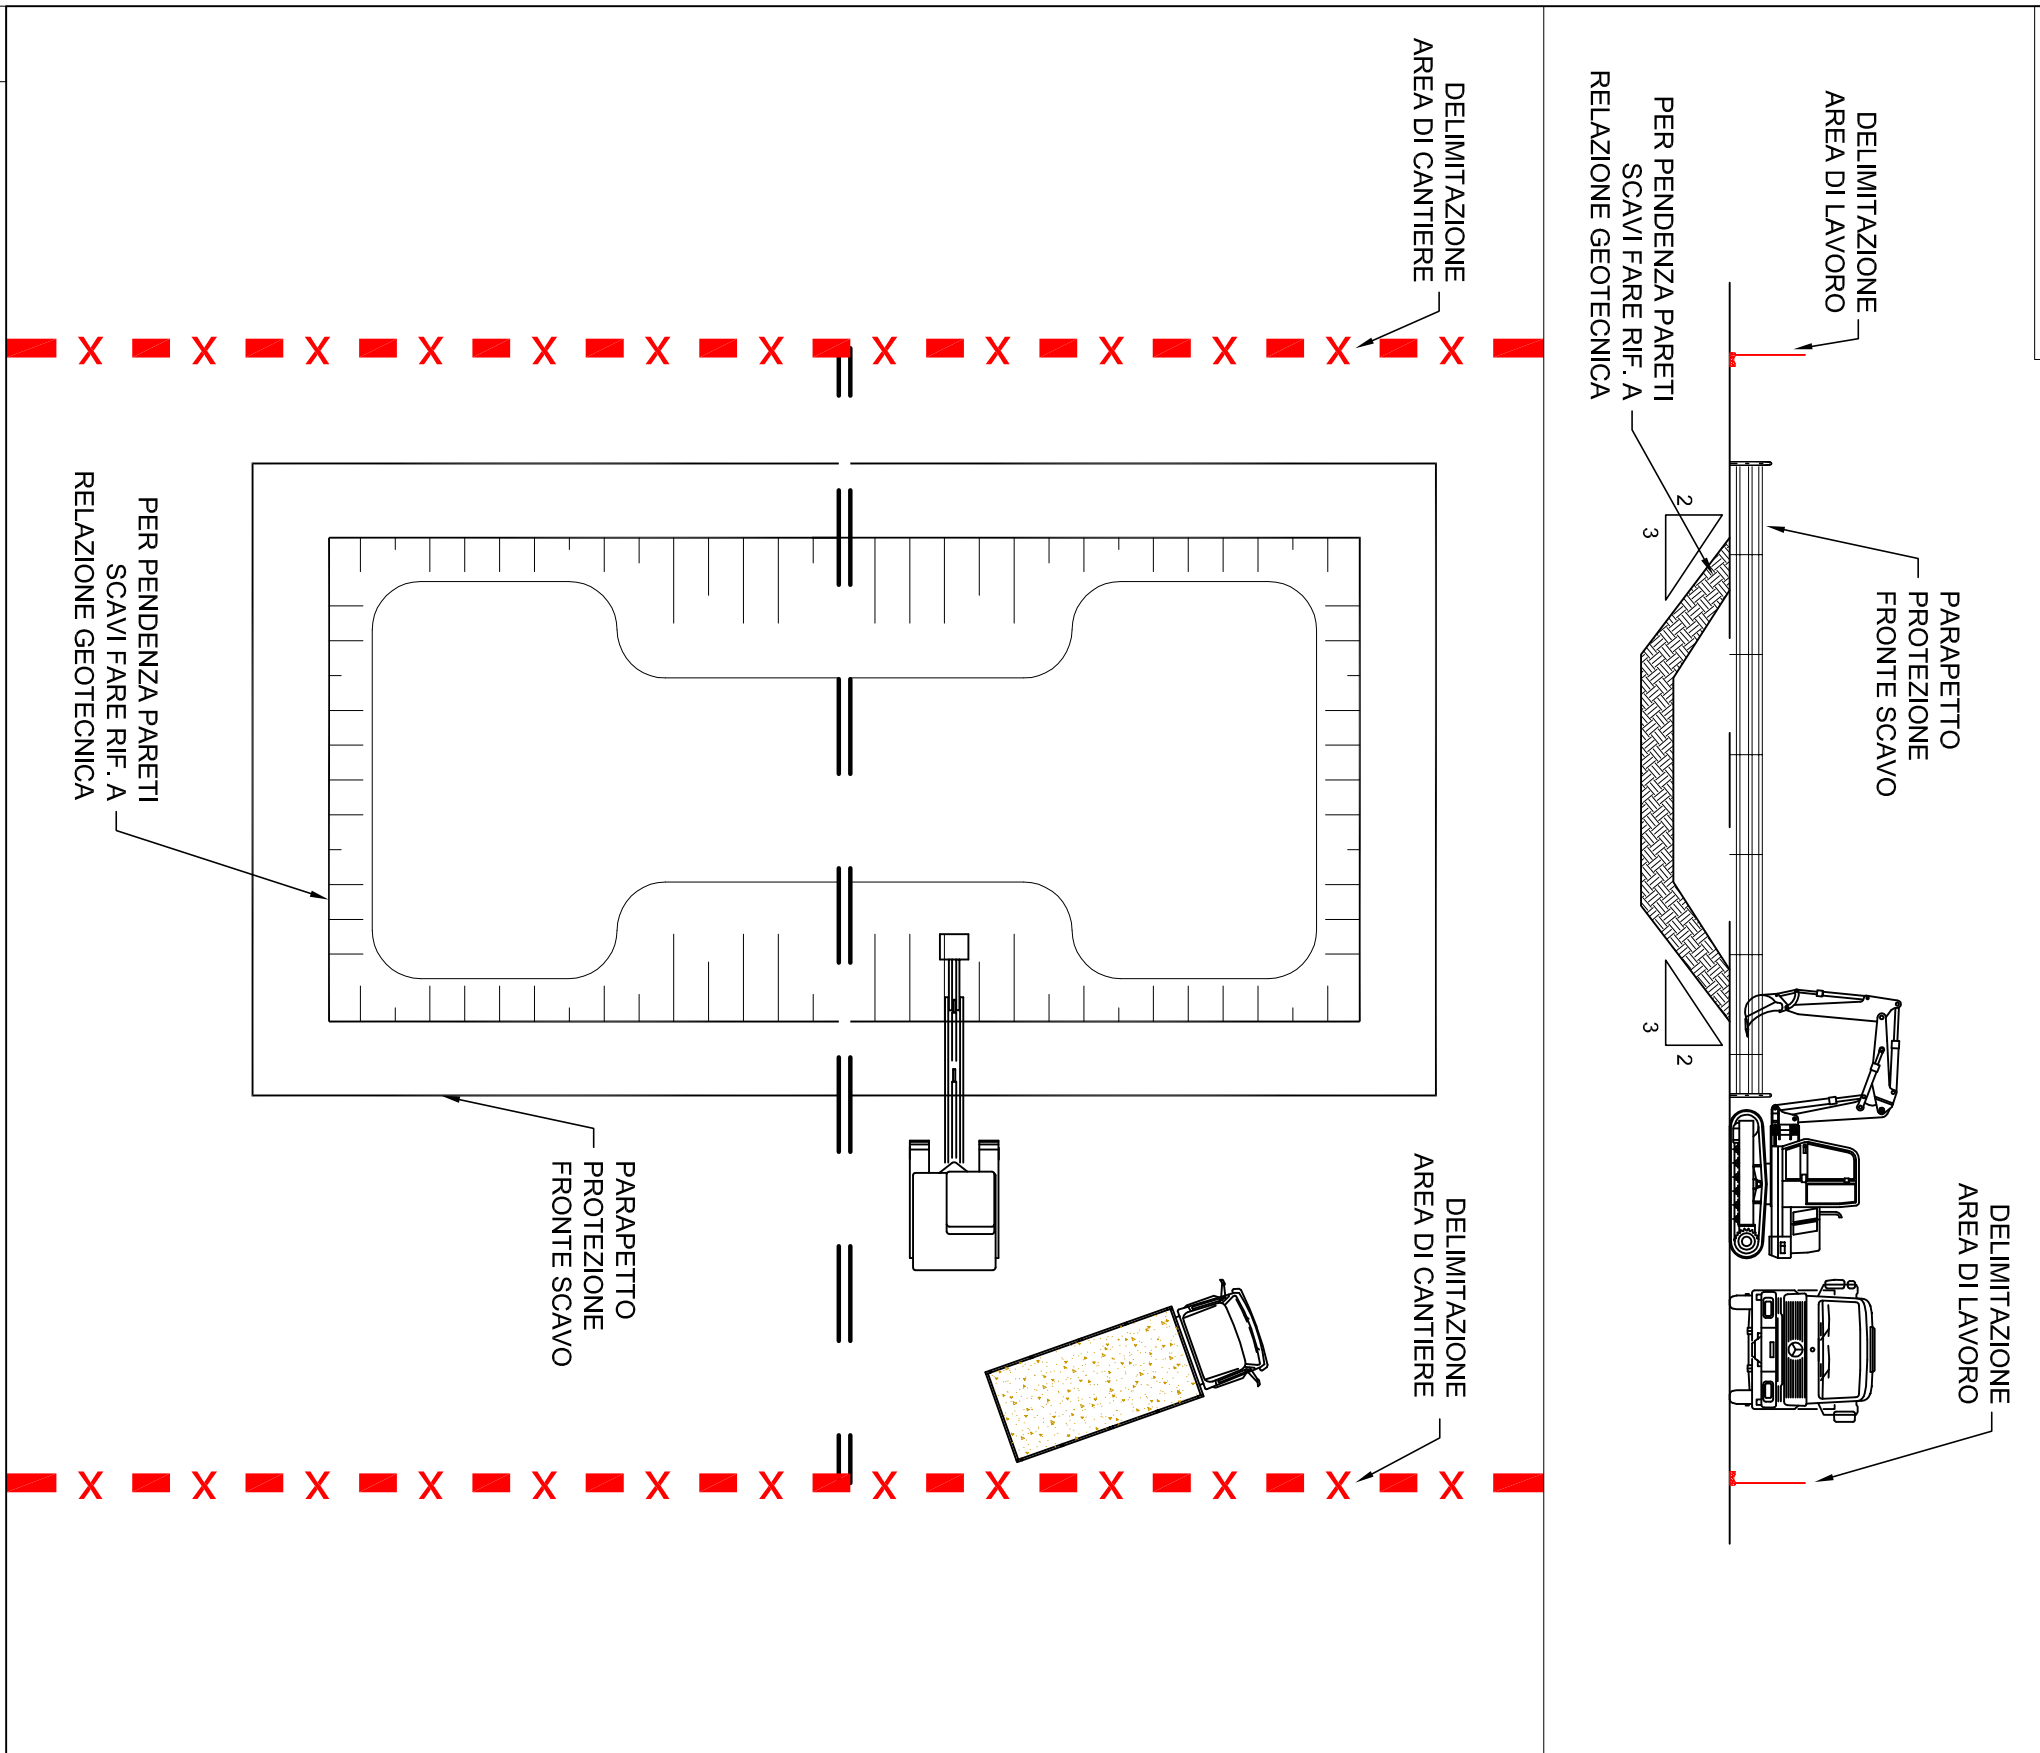 DELIMITAZIONE
AREA DI LAVORO
PER PENDENZA PARETI
SCAVI FARE RIF. A
RELAZIONE GEOTECNICA
2
3
PARAPETTO
PROTEZIONE
FRONTE SCAVO
3
2
DELIMITAZIONE
AREA DI LAVORO
DELIMITAZIONE
AREA DI CANTIERE
X X X X X X X X X X X X X
PER PENDENZA PARETI
SCAVI FARE RIF. A
RELAZIONE GEOTECNICA
PARAPETTO
PROTEZIONE
FRONTE SCAVO
DELIMITAZIONE
AREA DI CANTIERE
X X X X X X X X X X X X X